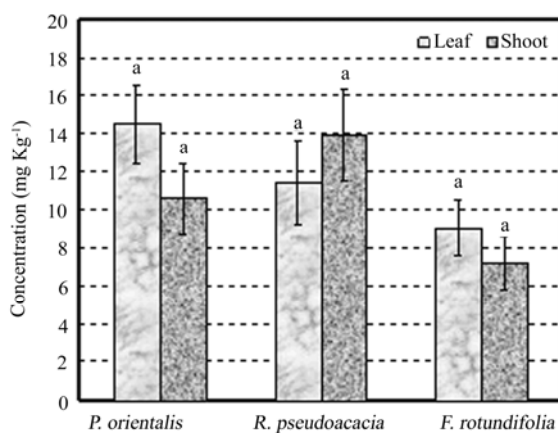 20
18
16
14
12
10
8
6
4
2
0
Concentration (mg Kg⁻¹)
Leaf Shoot
a
a
a
a
a
a
P. orientalis R. pseudoacacia F. rotundifolia